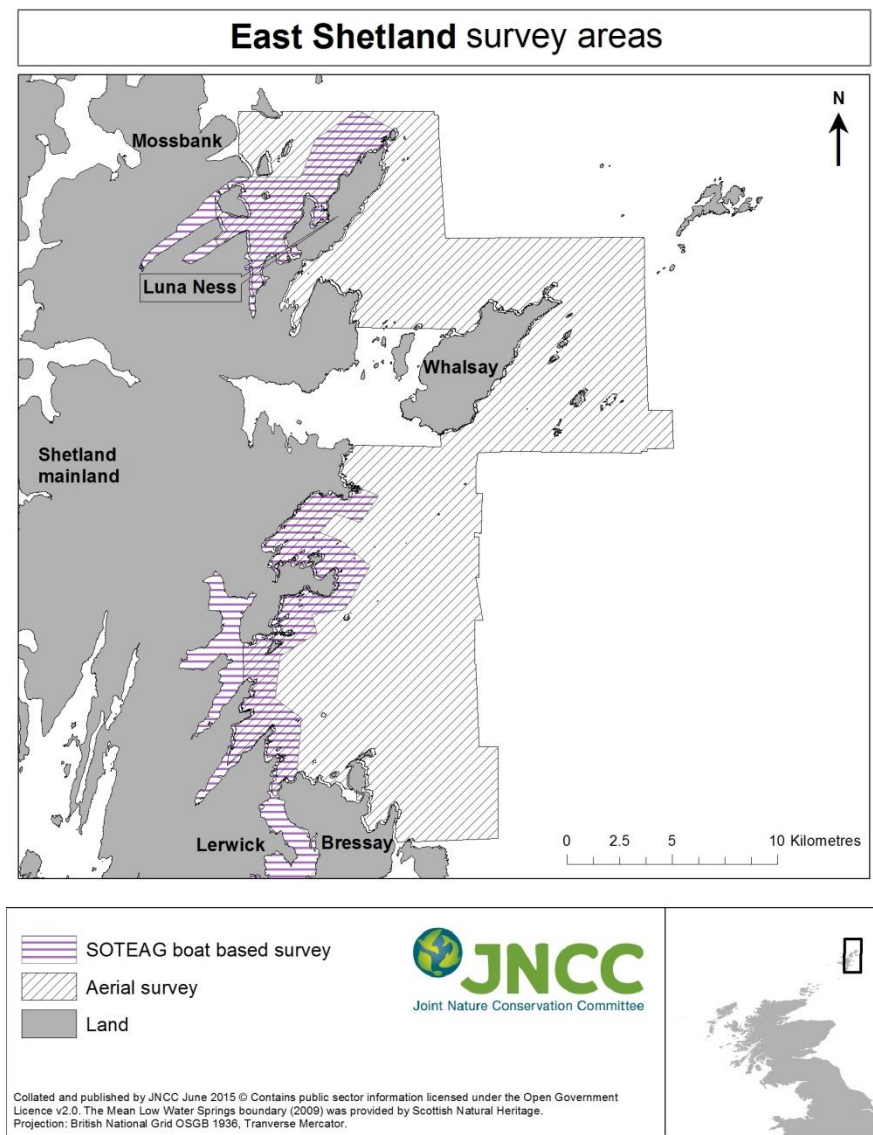 East Shetland survey areas
N
Mossbank
Luna Ness
Whalsay
Shetland
mainland
Lerwick
Bressay
0 2.5 5 10 Kilometres
SOTEAG boat based survey
Aerial survey
Land
JNCC
Joint Nature Conservation Committee
Collated and published by JNCC June 2015 © Contains public sector information licensed under the Open Government
Licence v2.0. The Mean Low Water Springs boundary (2009) was provided by Scottish Natural Heritage.
Projection: British National Grid OSGB 1936, Tranverse Mercator.